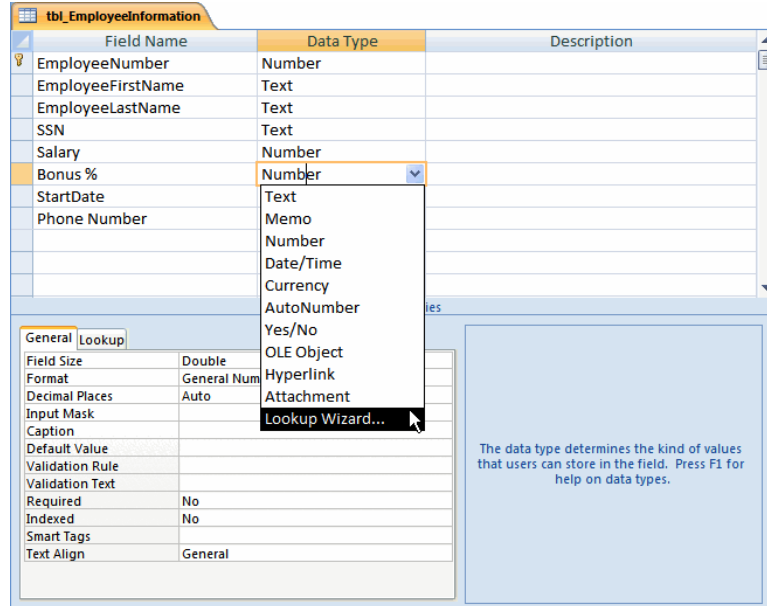 tbl_EmployeeInformation
Field Name Data Type Description
EmployeeNumber Number
EmployeeFirstName Text
EmployeeLastName Text
SSN Text
Salary Number
Bonus % Number
StartDate Text
Phone Number Memo
Number
Date/Time
Currency
AutoNumber ies
Yes/No
OLE Object
Hyperlink
Attachment
Lookup Wizard...
General Lookup
Field Size Double
Format General Num
Decimal Places Auto
Input Mask
Caption
Default Value
Validation Rule
Validation Text
Required No
Indexed No
Smart Tags
Text Align General
The data type determines the kind of values
that users can store in the field. Press F1 for
help on data types.